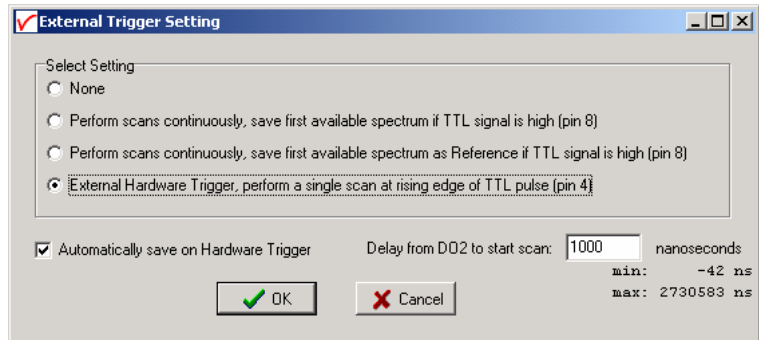 External Trigger Setting
Select Setting
None
Perform scans continuously, save first available spectrum if TTL signal is high (pin 8)
Perform scans continuously, save first available spectrum as Reference if TTL signal is high (pin 8)
External Hardware Trigger, perform a single scan at rising edge of TTL pulse (pin 4)
Automatically save on Hardware Trigger Delay from DO2 to start scan: 1000 nanoseconds
min: -42 ns
OK Cancel max: 2730583 ns